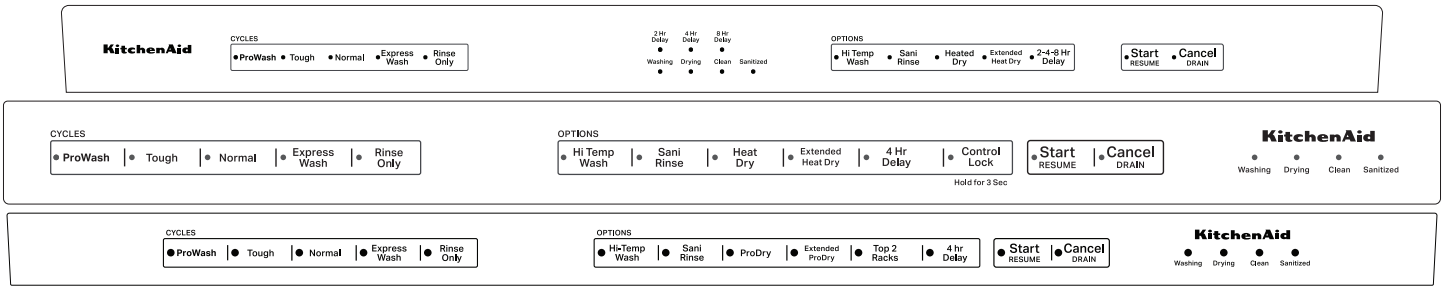 KitchenAid
CYCLES
ProWash Tough Normal Express Wash Rinse Only
2 Hr Delay 4 Hr Delay 8 Hr Delay
Washing Drying Clean Sanitized
OPTIONS
Hi Temp Wash Sani Rinse Heated Dry Extended Heat Dry 2-4-8 Hr Delay
Start RESUME Cancel DRAIN
CYCLES
ProWash Tough Normal Express Wash Rinse Only
OPTIONS
Hi Temp Wash Sani Rinse Heat Dry Extended Heat Dry 4 Hr Delay Control Lock
Hold for 3 Sec
Start RESUME Cancel DRAIN
KitchenAid
Washing Drying Clean Sanitized
CYCLES
ProWash Tough Normal Express Wash Rinse Only
OPTIONS
Hi-Temp Wash Sani Rinse ProDry Extended ProDry Top 2 Racks 4 hr Delay
Start RESUME Cancel DRAIN
KitchenAid
Washing Drying Clean Sanitized